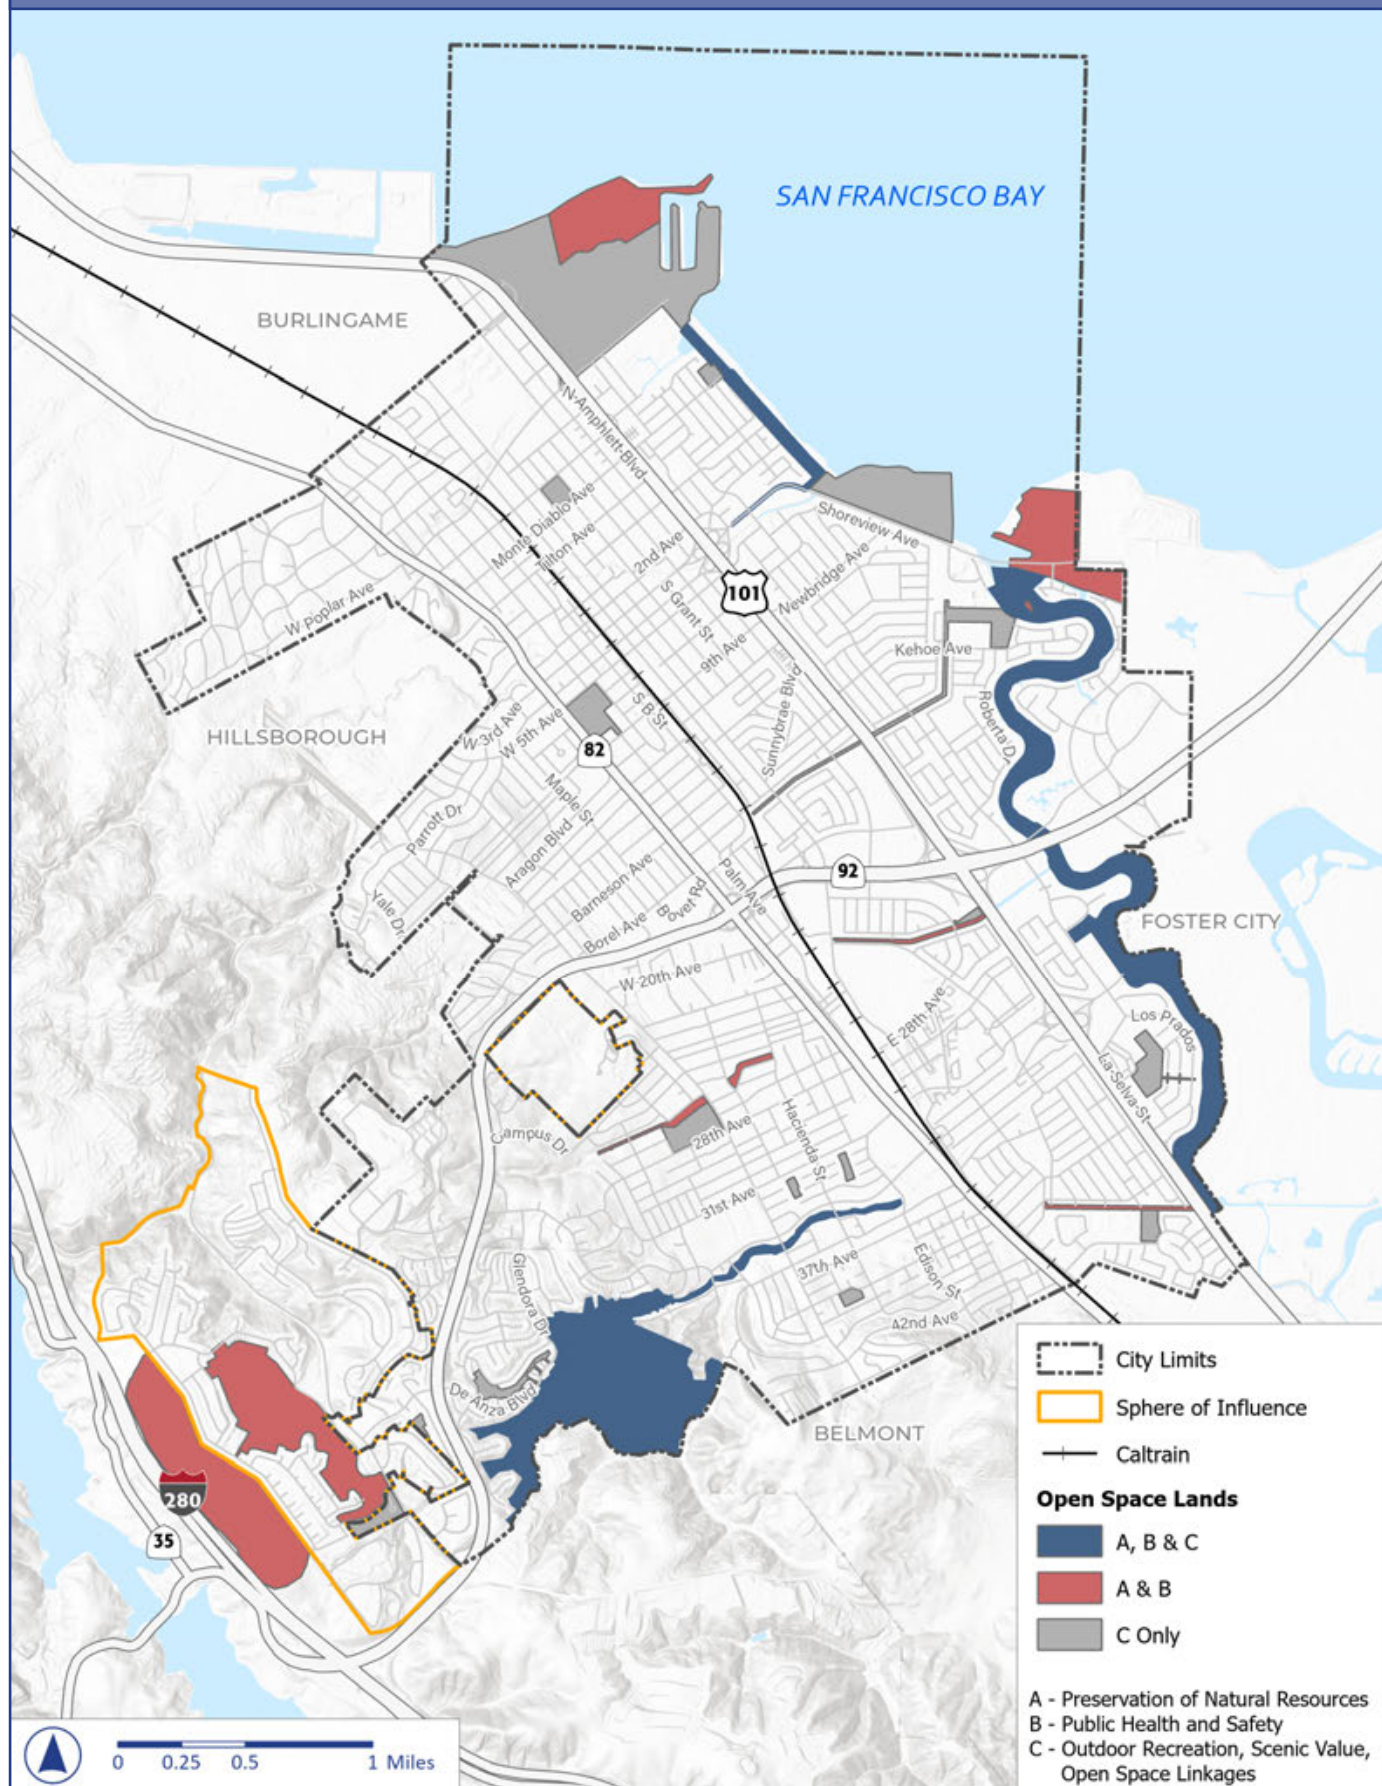 SAN FRANCISCO BAY
BURLINGAME
N Amphlett Blvd
Monte Diablo Ave
Tilton Ave
2nd Ave
Shoreview Ave
101
Newbridge Ave
S Grant St
9th Ave
W Poplar Ave
Kehoe Ave
HILLSBOROUGH
W 3rd Ave
W 5th Ave
S B St
Sunnybrae Blvd
Roberta Dr
82
Maple St
Parrott Dr
Aragon Blvd
Barneson Ave
Palm Ave
92
Yale Dr
Borel Ave
Bovet Rd
FOSTER CITY
W 20th Ave
E 28th Ave
Los Prados
La Selva St
Campus Dr
28th Ave
Hacienda St
31st Ave
Glendora Dr
37th Ave
Edison St
42nd Ave
De Anza Blvd
BELMONT
280
35
City Limits
Sphere of Influence
Caltrain
Open Space Lands
A, B & C
A & B
C Only
A - Preservation of Natural Resources
B - Public Health and Safety
C - Outdoor Recreation, Scenic Value,
Open Space Linkages
0 0.25 0.5 1 Miles